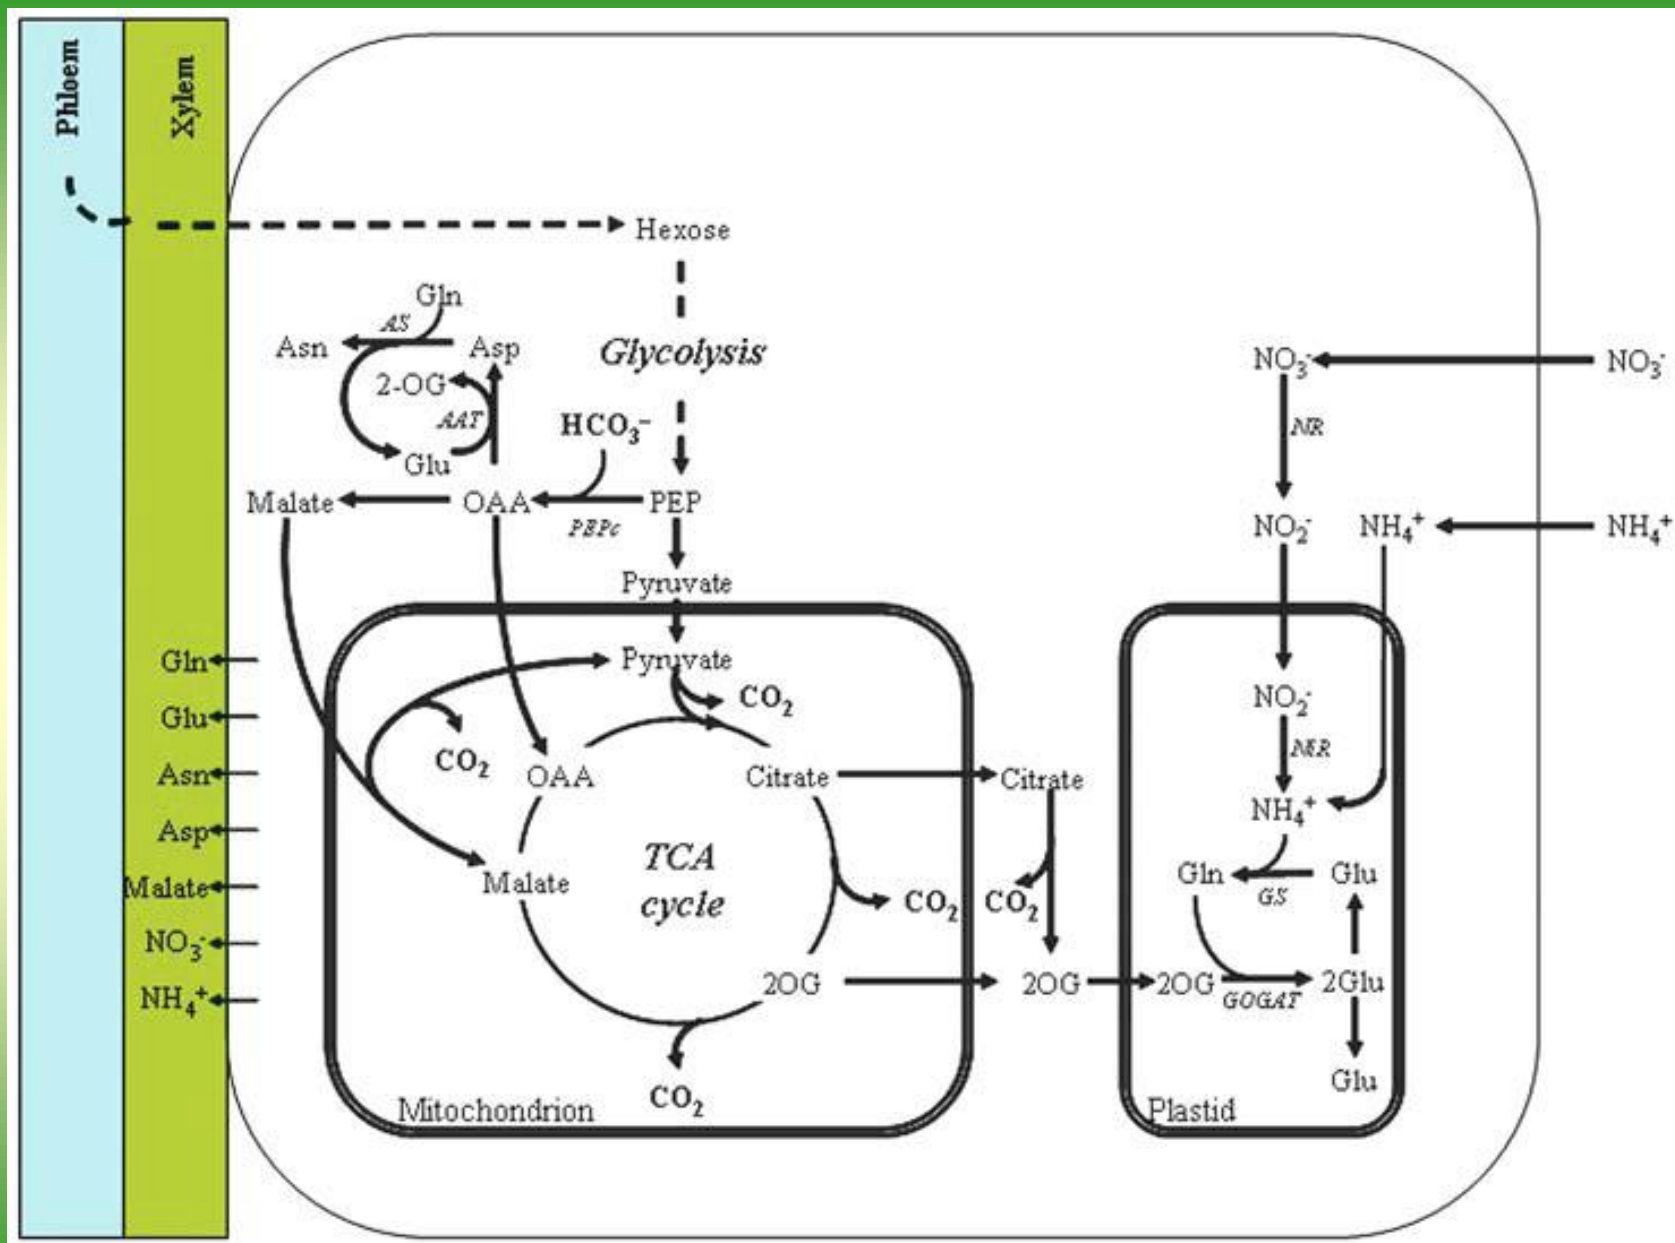 Phloem
Xylem
Hexose
Glycolysis
Gln
AS
Asn
Asp
2-OG
AAT
Glu
HCO₃⁻
Malate
OAA
PEPc
PEP
Pyruvate
Pyruvate
CO₂
CO₂
OAA
Citrate
Citrate
TCA
cycle
Malate
CO₂
CO₂
2OG
2OG
CO₂
Mitochondrion
Gln
Glu
Asn
Asp
Malate
NO₃⁻
NH₄⁺
NO₃⁻
NO₃⁻
NR
NO₂⁻
NH₄⁺
NH₄⁺
NO₂⁻
NiR
NH₄⁺
Gln
GS
Glu
2OG
GOGAT
2Glu
Glu
Plastid